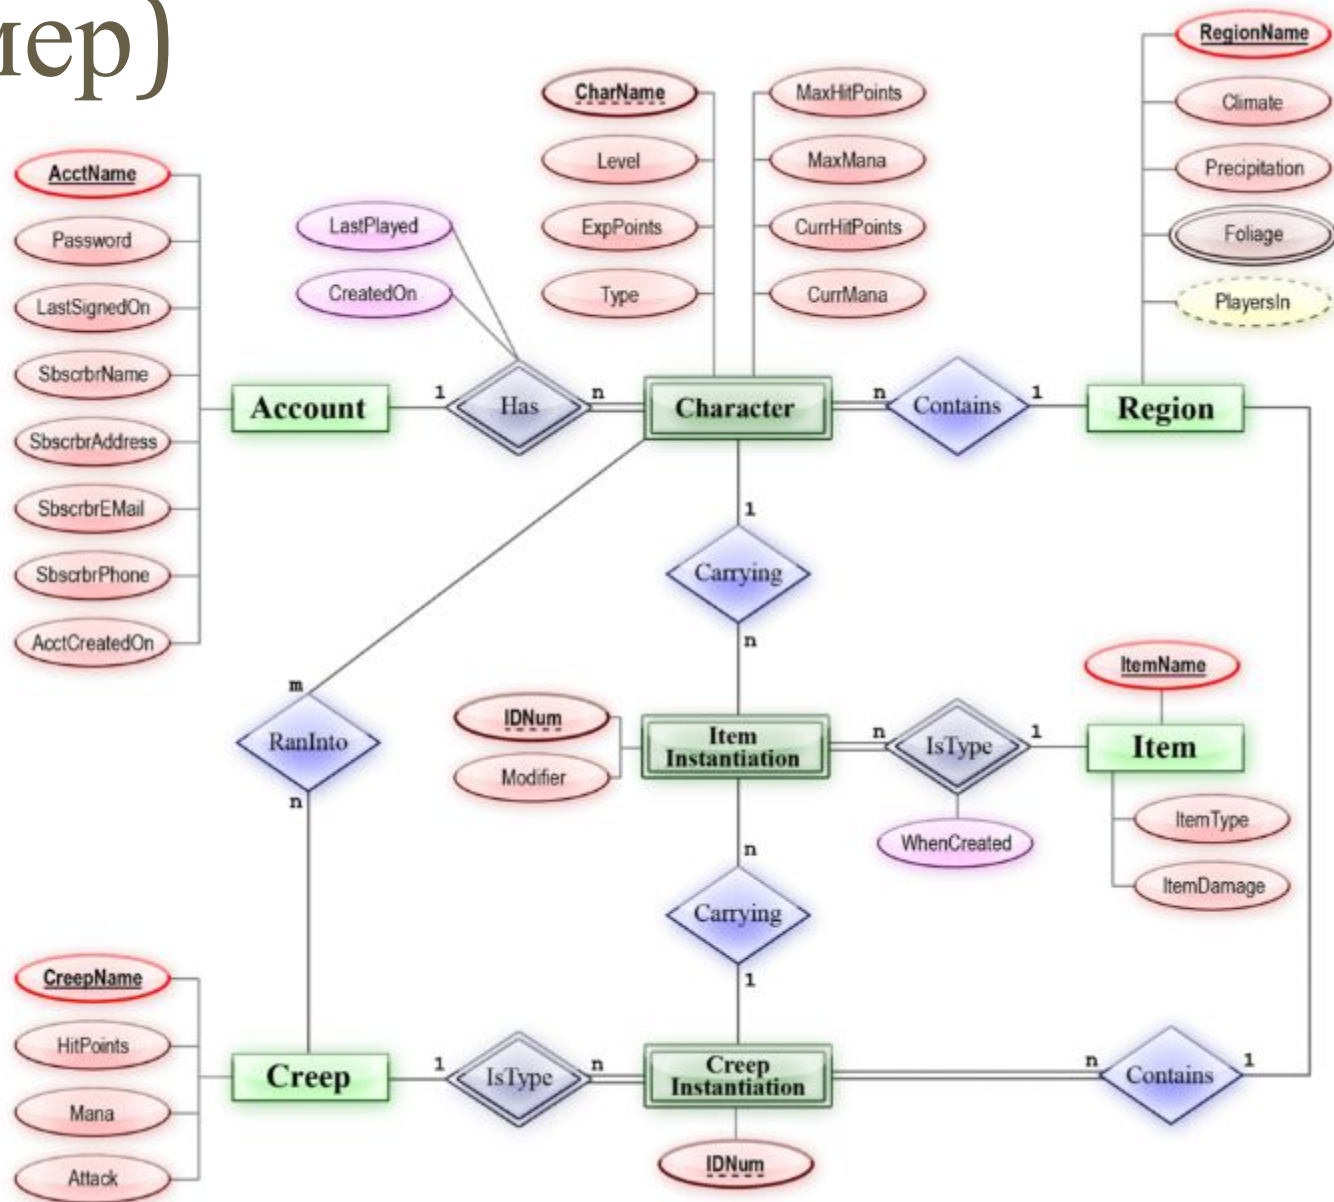 мер)
RegionName
CharName
MaxHitPoints
Climate
AcctName
Level
MaxMana
Precipitation
Password
LastPlayed
ExpPoints
CurrHitPoints
Foliage
LastSignedOn
CreatedOn
Type
CurrMana
PlayersIn
SbscrbrName
1
n
n
1
Account
Has
Character
Contains
Region
SbscrbrAddress
SbscrbrEMail
1
SbscrbrPhone
Carrying
AcctCreatedOn
n
m
ItemName
RanInto
IDNum
Item
Instantiation
n
IsType
1
Item
Modifier
n
n
WhenCreated
ItemType
Carrying
ItemDamage
CreepName
1
HitPoints
1
n
n
1
Creep
IsType
Creep
Instantiation
Contains
Mana
Attack
IDNum